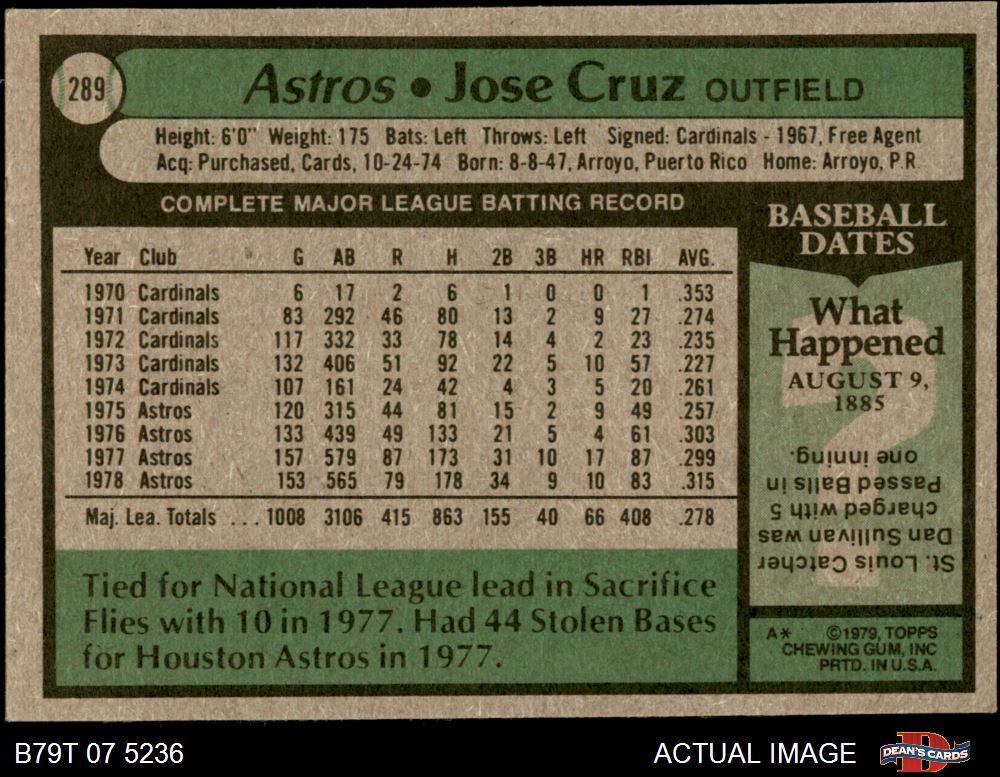 289
Astros • Jose Cruz OUTFIELD
Height: 6'0" Weight: 175 Bats: Left Throws: Left Signed: Cardinals - 1967, Free Agent
Acq: Purchased, Cards, 10-24-74 Born: 8-8-47, Arroyo, Puerto Rico Home: Arroyo, P.R.
COMPLETE MAJOR LEAGUE BATTING RECORD
Year Club G AB R H 2B 3B HR RBI AVG.
1970 Cardinals 6 17 2 6 1 0 0 1 .353
1971 Cardinals 83 292 46 80 13 2 9 27 .274
1972 Cardinals 117 332 33 78 14 4 2 23 .235
1973 Cardinals 132 406 51 92 22 5 10 57 .227
1974 Cardinals 107 161 24 42 4 3 5 20 .261
1975 Astros 120 315 44 81 15 2 9 49 .257
1976 Astros 133 439 49 133 21 5 4 61 .303
1977 Astros 157 579 87 173 31 10 17 87 .299
1978 Astros 153 565 79 178 34 9 10 83 .315
Maj. Lea. Totals ... 1008 3106 415 863 155 40 66 408 .278
Tied for National League lead in Sacrifice
Flies with 10 in 1977. Had 44 Stolen Bases
for Houston Astros in 1977.
BASEBALL
DATES
What
Happened
AUGUST 9,
1885
St. Louis Catcher
Dan Sullivan was
charged with 5
Passed Balls in
one inning.
A* ©1979, TOPPS
CHEWING GUM, INC
PRTD. IN U.S.A.
B79T 07 5236
ACTUAL IMAGE
DEAN'S CARDS